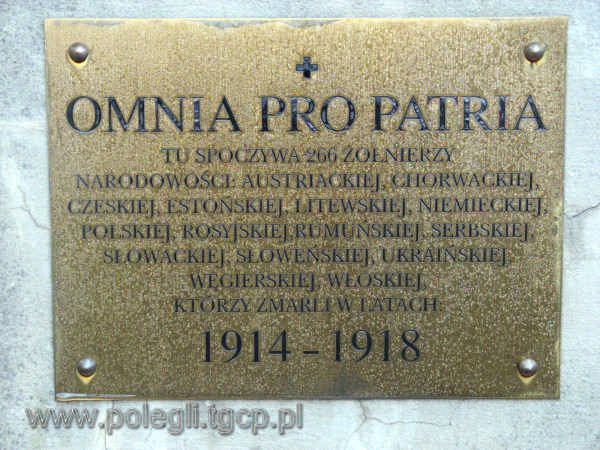 OMNIA PRO PATRIA
TU SPOCZYWA 266 ŻOŁNIERZY
NARODOWOŚCI: AUSTRIACKIEJ, CHORWACKIEJ,
CZESKIEJ, ESTOŃSKIEJ, LITEWSKIEJ, NIEMIECKIEJ,
POLSKIEJ, ROSYJSKIEJ,RUMUŃSKIEJ, SERBSKIEJ,
SŁOWACKIEJ, SŁOWEŃSKIEJ, UKRAIŃSKIEJ,
WĘGIERSKIEJ, WŁOSKIEJ,
KTÓRZY ZMARLI W LATACH:
1914 – 1918
www.polegli.tgcp.pl